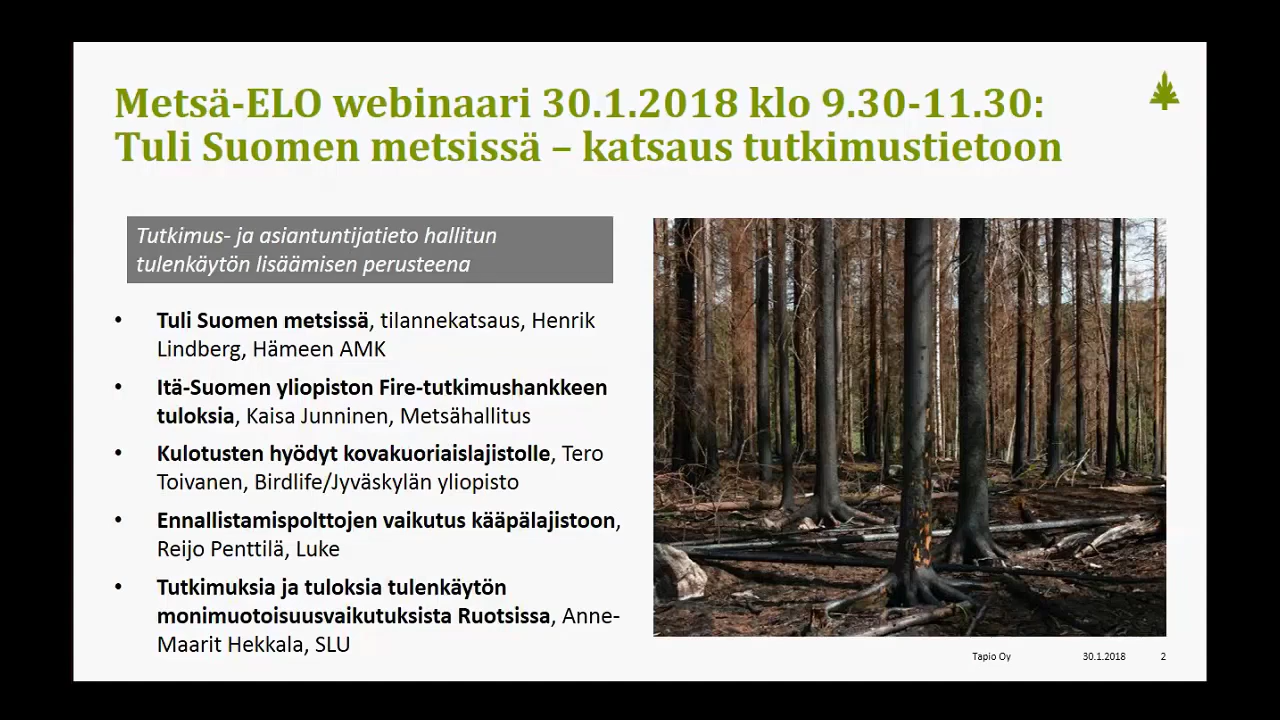 Metsä-ELO webinaari 30.1.2018 klo 9.30-11.30:
Tuli Suomen metsissä – katsaus tutkimustietoon
Tutkimus- ja asiantuntijatieto hallitun
tulenkäytön lisäämisen perusteena
• Tuli Suomen metsissä, tilannekatsaus, Henrik
Lindberg, Hämeen AMK
• Itä-Suomen yliopiston Fire-tutkimushankkeen
tuloksia, Kaisa Junninen, Metsähallitus
• Kulotusten hyödyt kovakuoriaislajistolle, Tero
Toivanen, Birdlife/Jyväskylän yliopisto
• Ennallistamispolttojen vaikutus kääpälajistoon,
Reijo Penttilä, Luke
• Tutkimuksia ja tuloksia tulenkäytön
monimuotoisuusvaikutuksista Ruotsissa, Anne-
Maarit Hekkala, SLU
Tapio Oy 30.1.2018 2